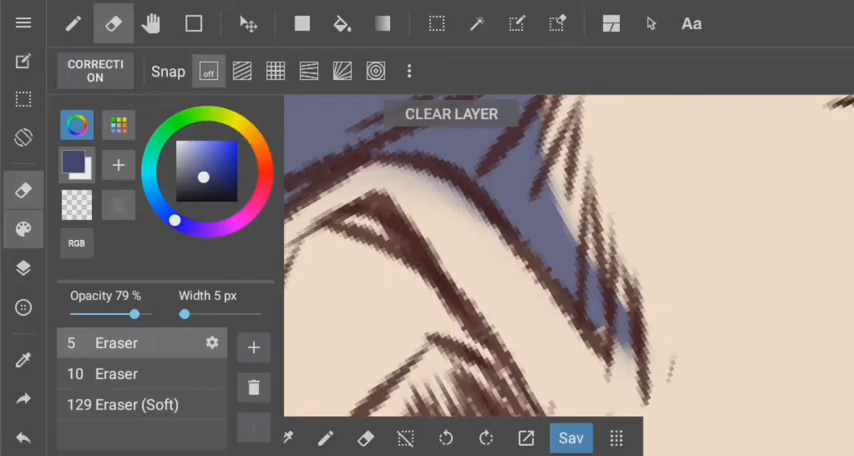 Aa
CORRECTI
ON
Snap
off
CLEAR LAYER
RGB
Opacity 79 %
Width 5 px
5 Eraser
10 Eraser
129 Eraser (Soft)
Sav